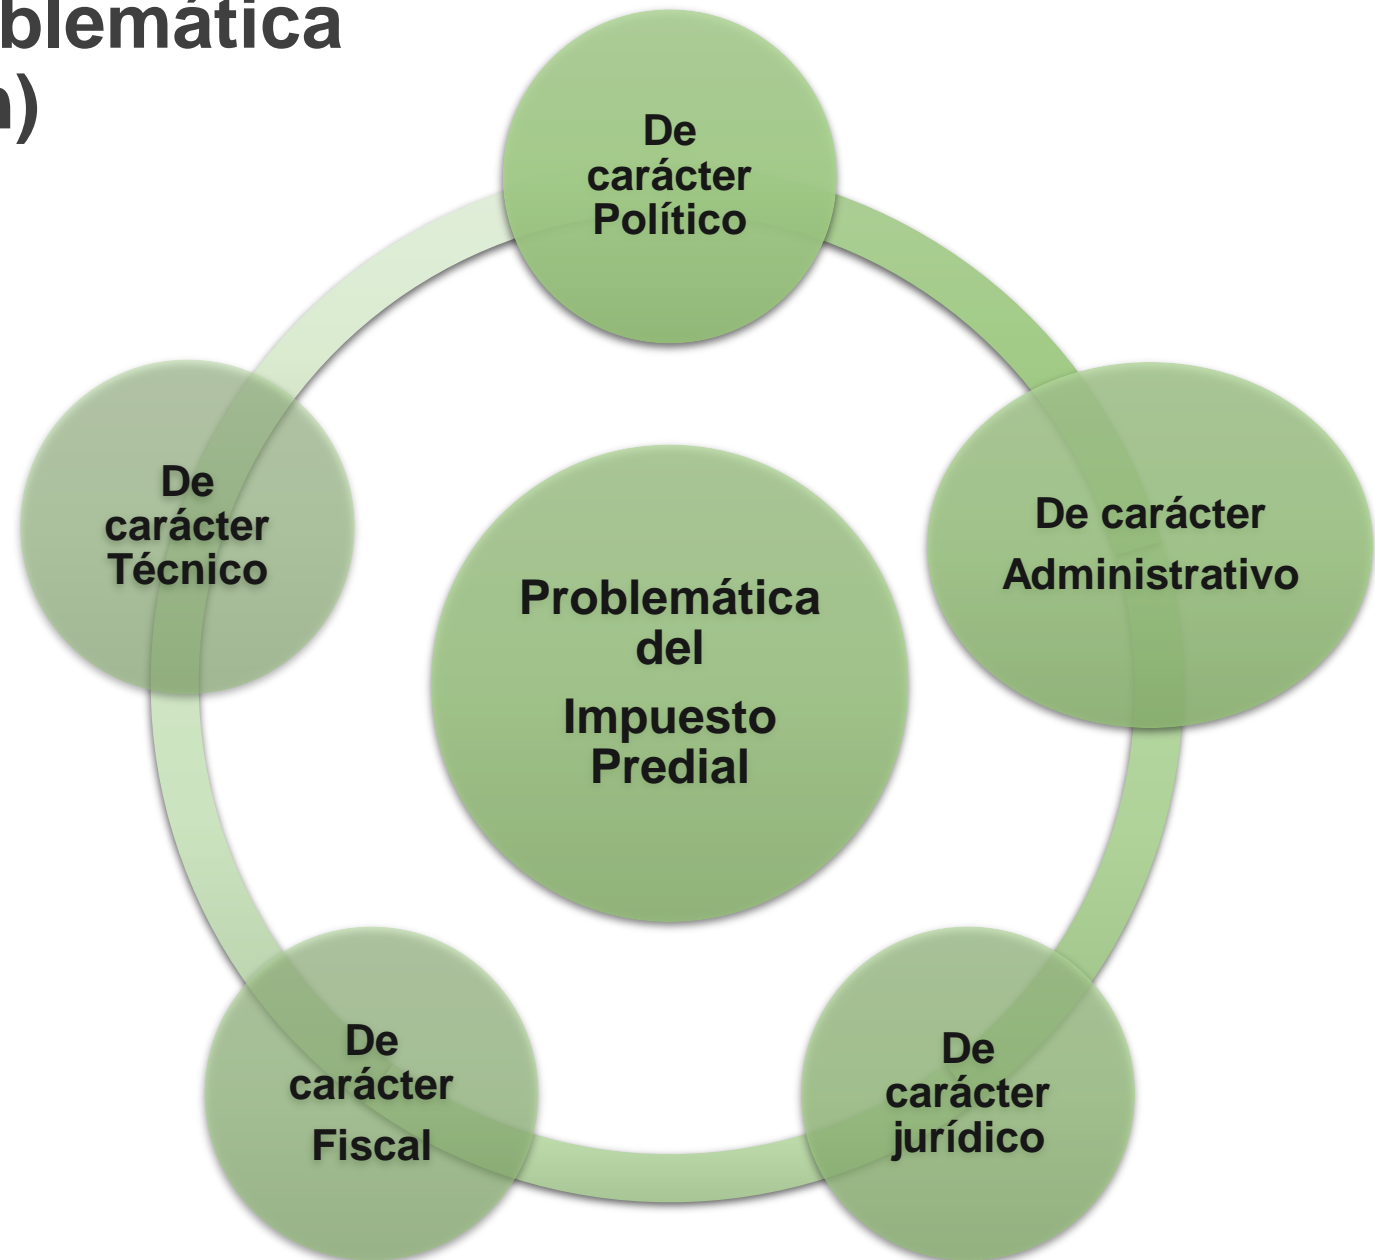 blemática
)
De
carácter
Político
De carácter
Administrativo
De
carácter
jurídico
De
carácter
Fiscal
De
carácter
Técnico
Problemática
del
Impuesto
Predial